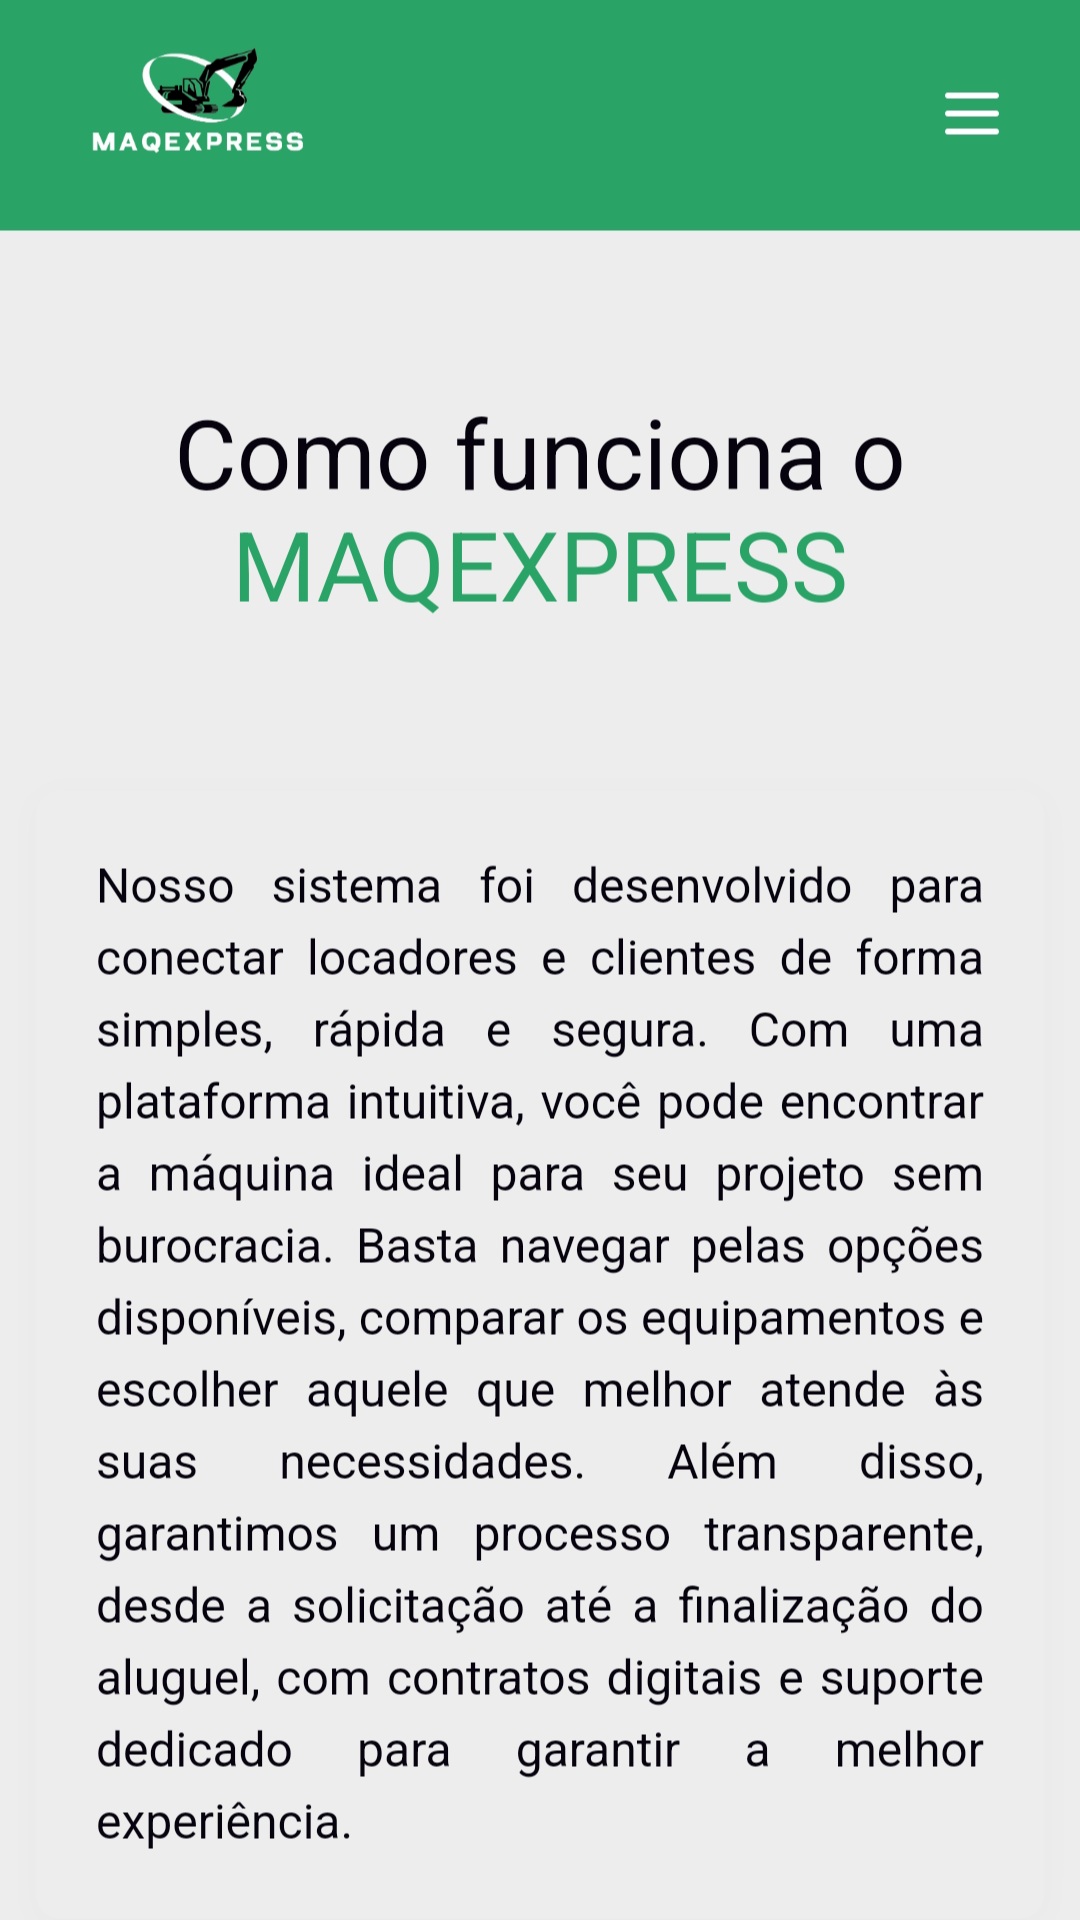 MAQEXPRESS
Como funciona o
MAQEXPRESS
Nosso sistema foi desenvolvido para
conectar locadores e clientes de forma
simples, rápida e segura. Com uma
plataforma intuitiva, você pode encontrar
a máquina ideal para seu projeto sem
burocracia. Basta navegar pelas opções
disponíveis, comparar os equipamentos e
escolher aquele que melhor atende às
suas necessidades. Além disso,
garantimos um processo transparente,
desde a solicitação até a finalização do
aluguel, com contratos digitais e suporte
dedicado para garantir a melhor
experiência.